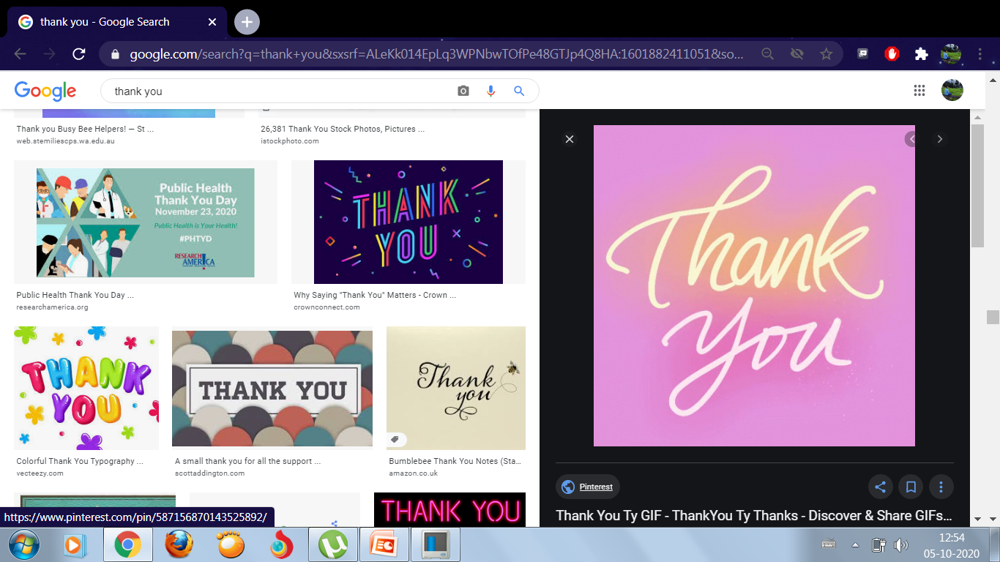 thank you - Google Search
google.com/search?q=thank+you&sxsrf=ALeKk014EpLq3WPNbwTOfPe48GTJp4Q8HA:1601882411051&so...
Google
thank you
Thank you Busy Bee Helpers! — St ...
web.stemiliescps.wa.edu.au
26,381 Thank You Stock Photos, Pictures ...
istockphoto.com
Public Health
Thank You Day
November 23, 2020
Public Health is Your Health!
#PHTYD
RESEARCH
AMERICA
Public Health Thank You Day ...
researchamerica.org
THANK
YOU
Why Saying "Thank You" Matters - Crown ...
crownconnect.com
THANK
YOU
Colorful Thank You Typography ...
vecteezy.com
THANK YOU
A small thank you for all the support ...
scottaddington.com
Thank
you
Bumblebee Thank You Notes (Sta...
amazon.co.uk
THANK YOU
https://www.pinterest.com/pin/587156870143525892/
Thank
you
Pinterest
Thank You Ty GIF - ThankYou Ty Thanks - Discover & Share GIFs...
12:54
05-10-2020